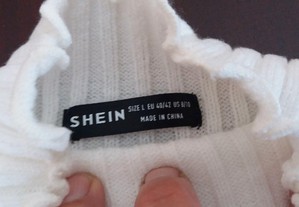 SHEIN
SIZE L EU 40/42 US 8/10
MADE IN CHINA